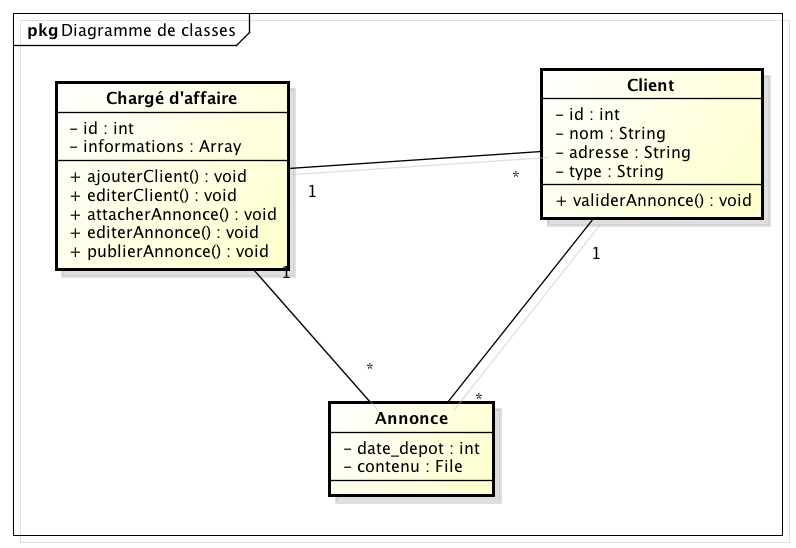 pkg Diagramme de classes
Chargé d'affaire
- id : int
- informations : Array
+ ajouterClient() : void
+ editerClient() : void
+ attacherAnnonce() : void
+ editerAnnonce() : void
+ publierAnnonce() : void
Client
- id : int
- nom : String
- adresse : String
- type : String
+ validerAnnonce() : void
1
*
1
*
1
*
Annonce
- date_depot : int
- contenu : File